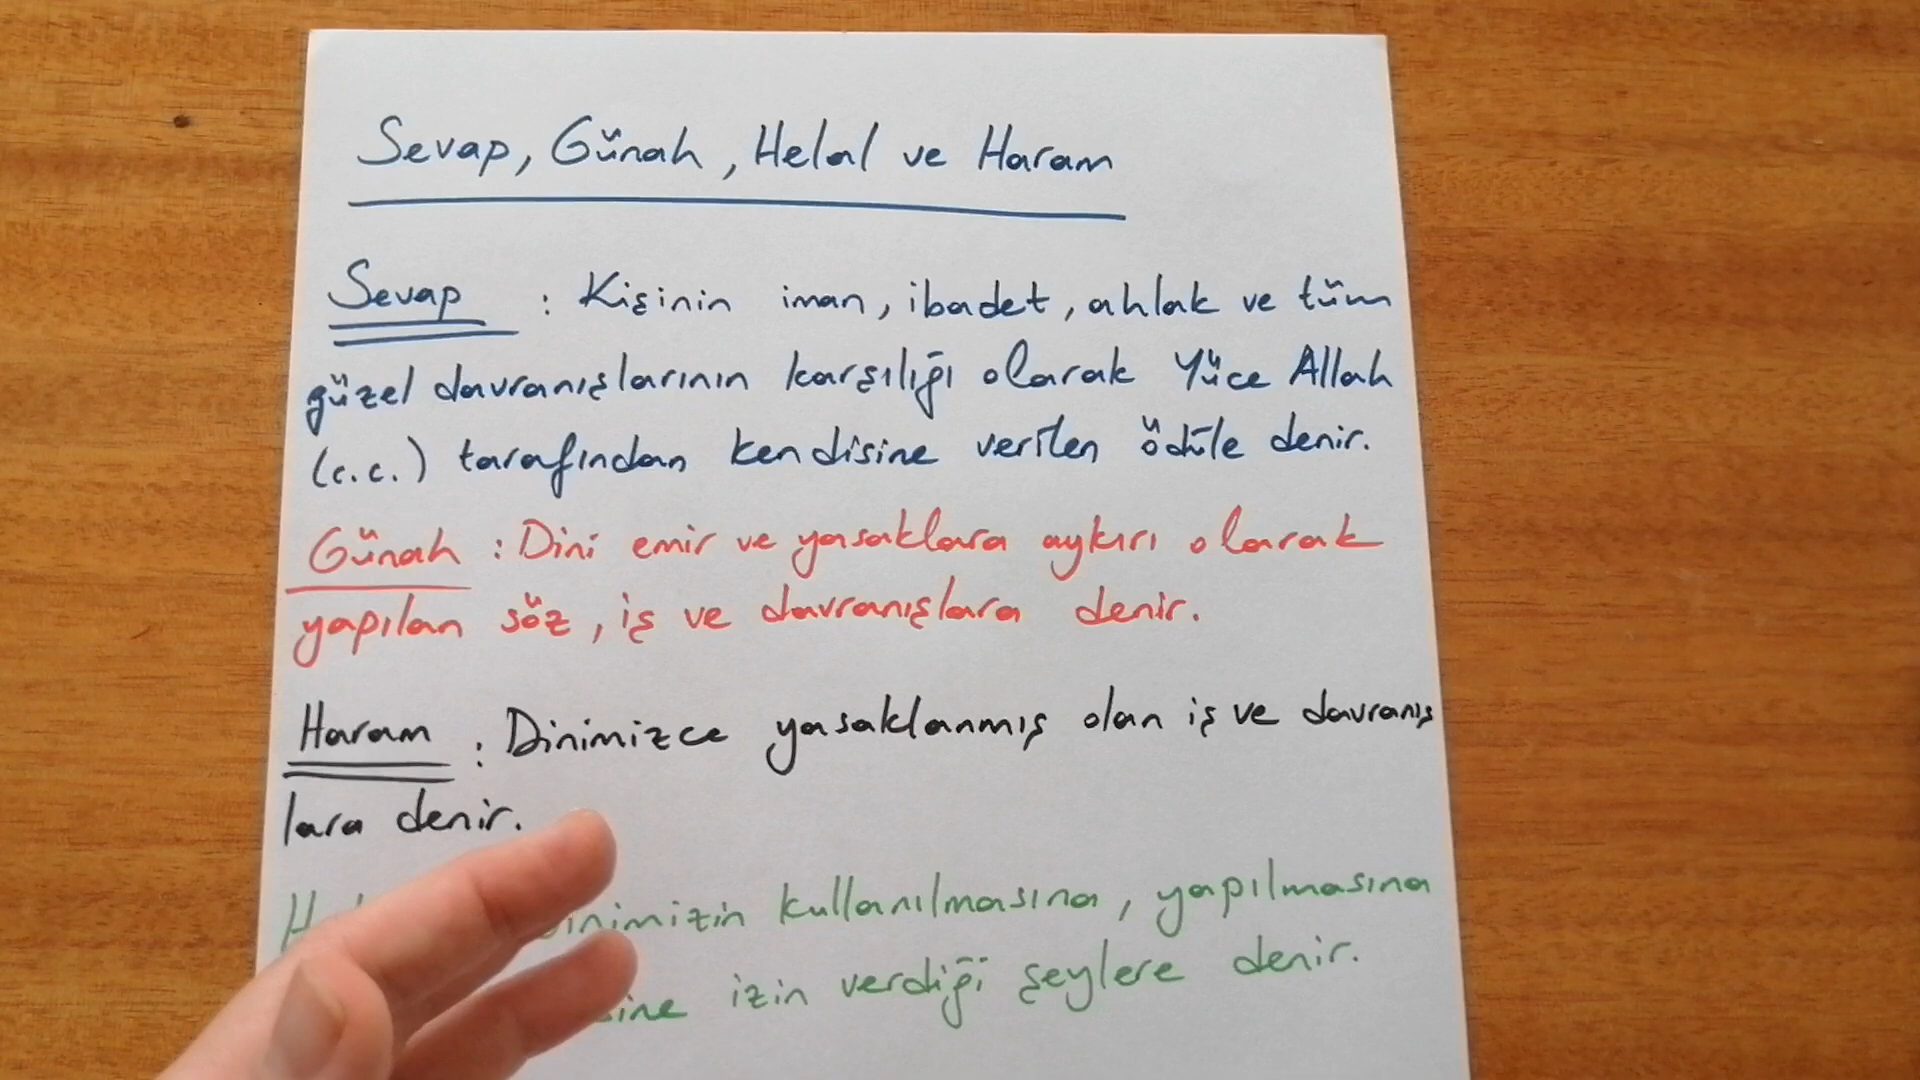 Sevap, Günah, Helal ve Haram
Sevap : Kişinin iman, ibadet, ahlak ve tüm
güzel davranışlarının karşılığı olarak Yüce Allah
(c.c.) tarafından kendisine verilen ödüle denir.
Günah : Dini emir ve yasaklara aykırı olarak
yapılan söz, iş ve davranışlara denir.
Haram : Dinimizce yasaklanmış olan iş ve davranış
lara denir.
kullanılmasına, yapılmasına
izin verdiği şeylere denir.